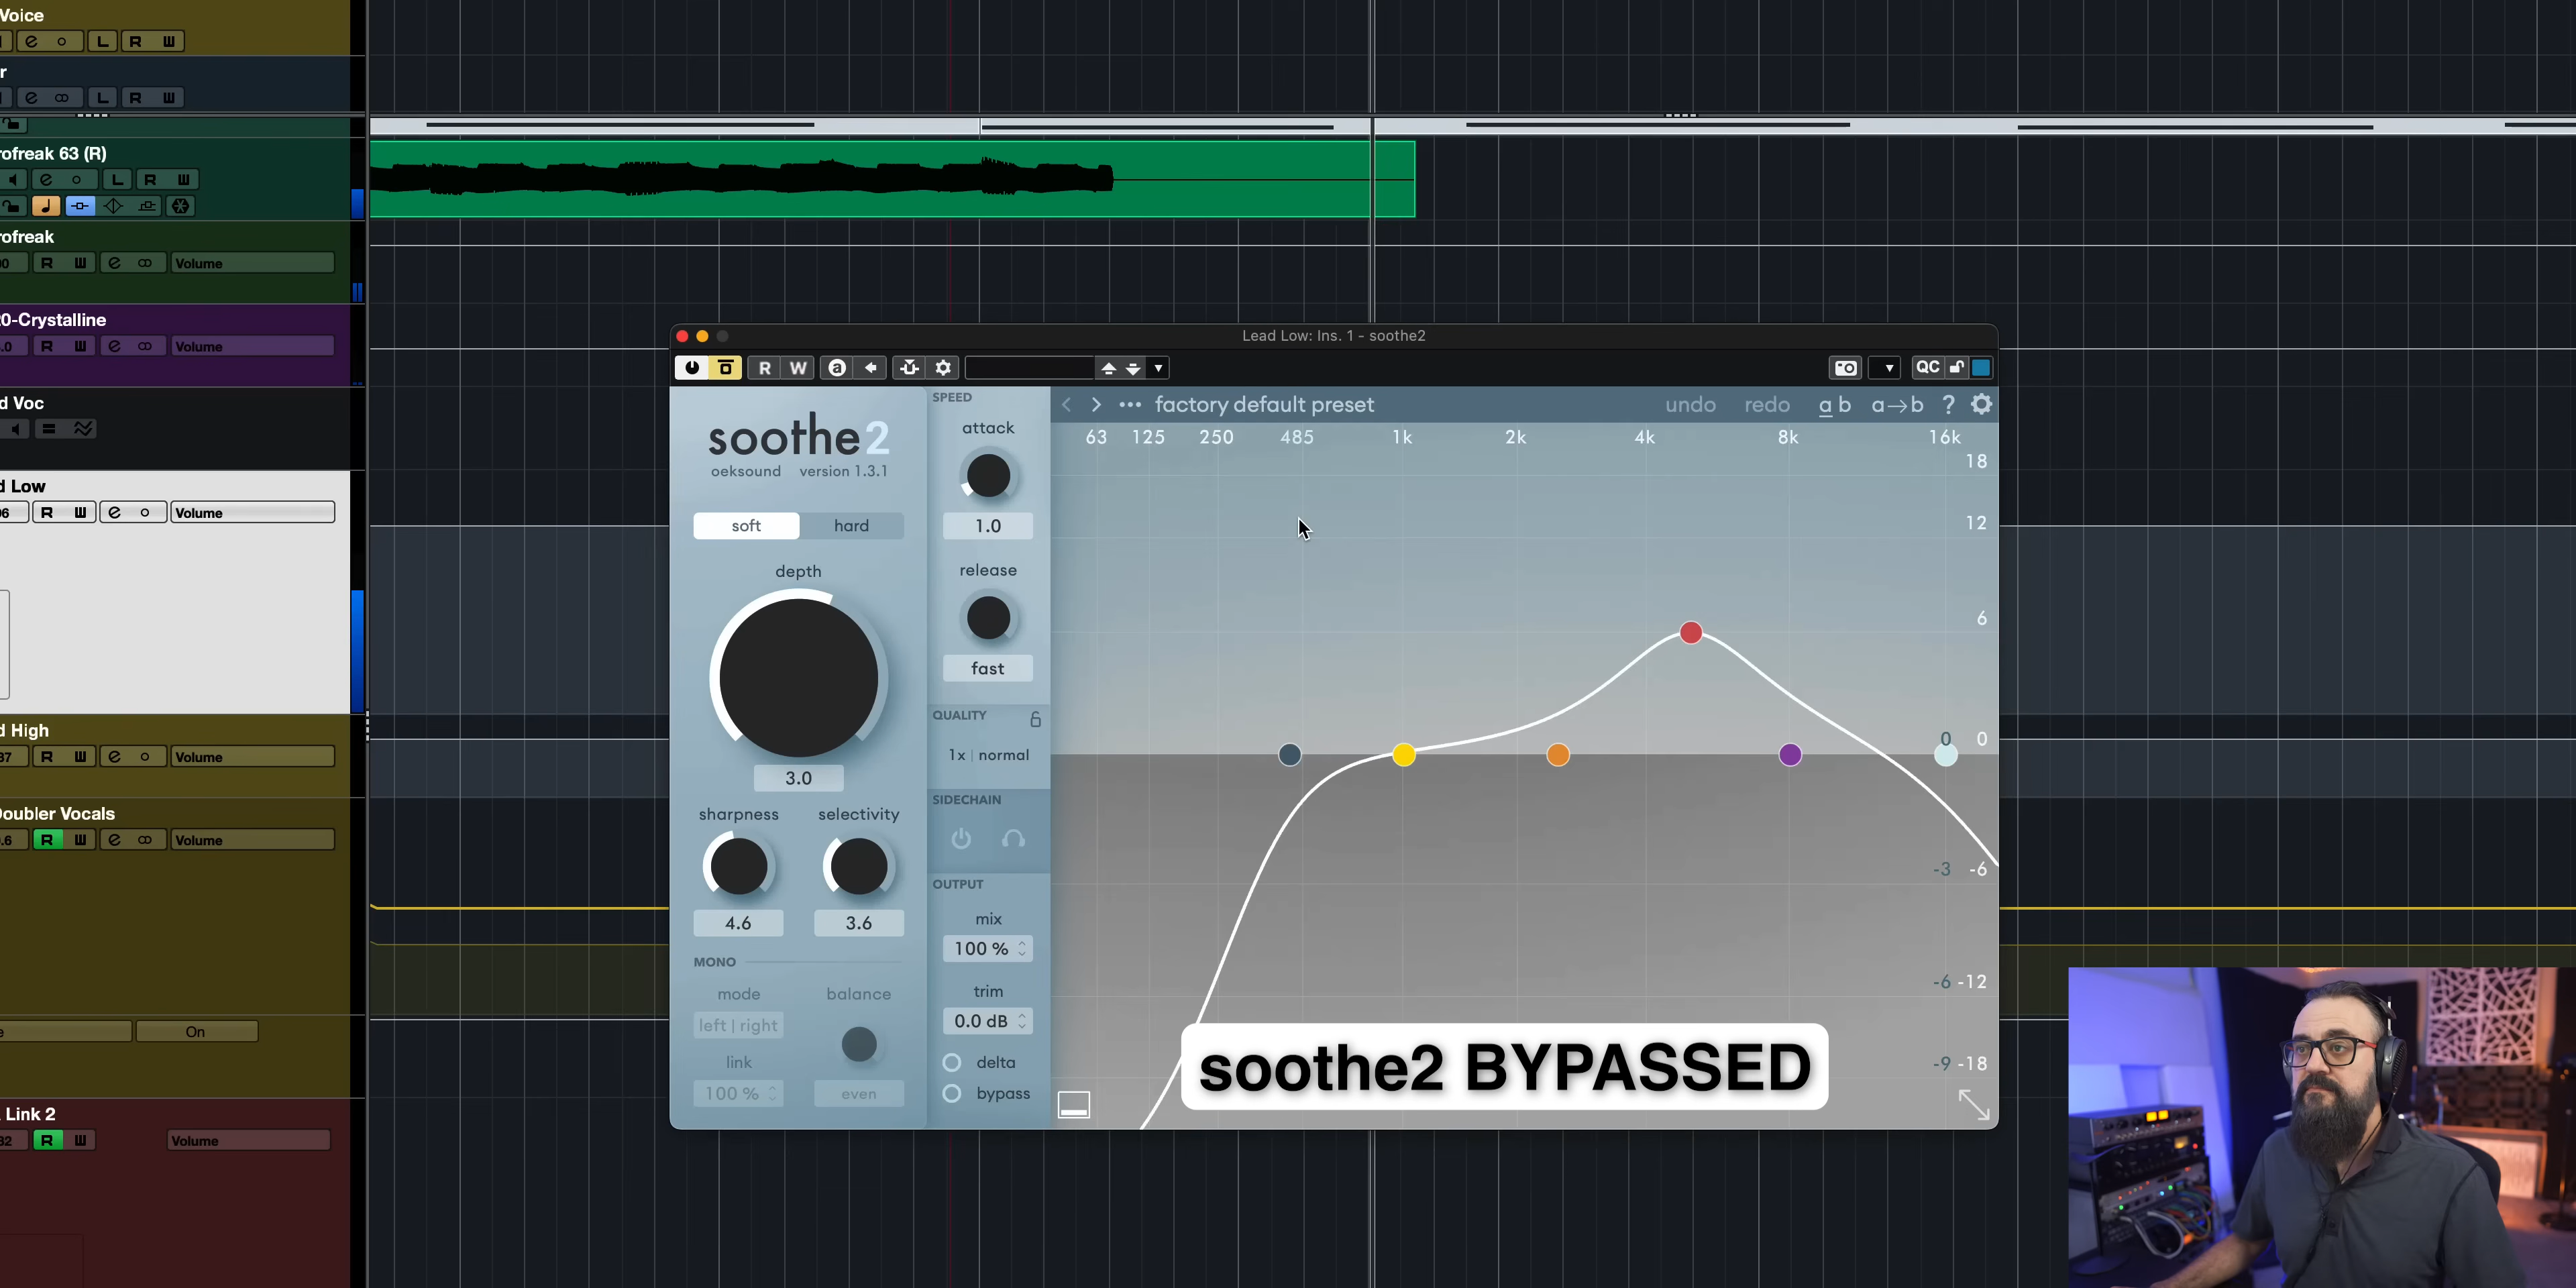 Voice
L R W
r
L R W
rofreak 63 (R)
L R W
rofreak
00 R W Volume
0-Crystalline
.0 R W Volume
d Voc
d Low
96 R W Volume
d High
37 R W Volume
Doubler Vocals
.6 R W Volume
e On
Link 2
32 R W Volume
Lead Low: Ins. 1 - soothe2
R W a QC
soothe2
oeksound version 1.3.1
soft hard
depth
3.0
sharpness selectivity
4.6 3.6
MONO
mode balance
left | right
link
100 % even
SPEED
attack
1.0
release
fast
QUALITY
1x | normal
SIDECHAIN
OUTPUT
mix
100 %
trim
0.0 dB
delta
bypass
< > ••• factory default preset undo redo a b a→b ?
63 125 250 485 1k 2k 4k 8k 16k
18
12
6
0 0
-3 -6
-6 -12
-9 -18
soothe2 BYPASSED